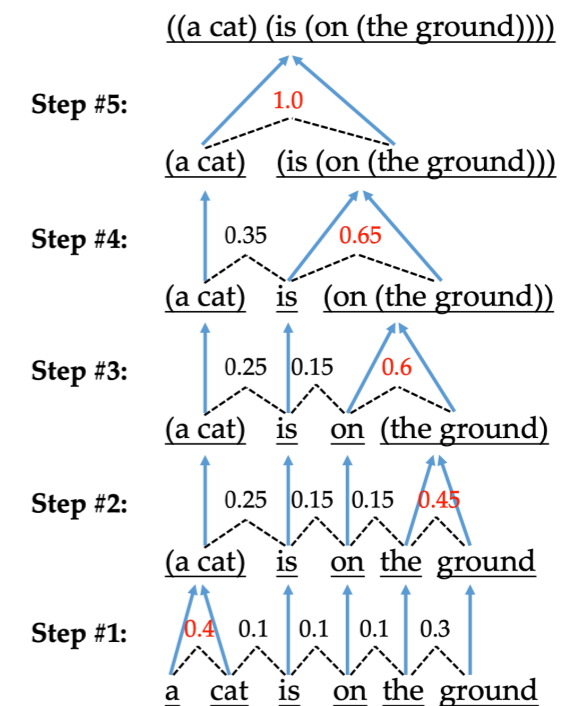 ((a cat) (is (on (the ground))))
Step #5:
1.0
(a cat) (is (on (the ground)))
Step #4:
0.35 0.65
(a cat) is (on (the ground))
Step #3:
0.25 0.15 0.6
(a cat) is on (the ground)
Step #2:
0.25 0.15 0.15 0.45
(a cat) is on the ground
Step #1:
0.4 0.1 0.1 0.1 0.3
a cat is on the ground